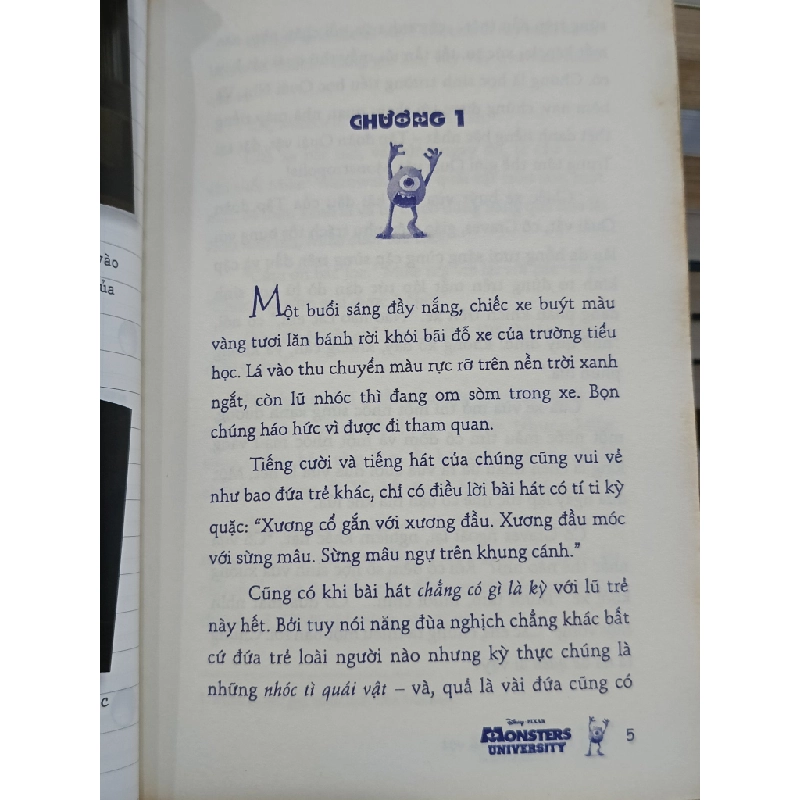 vào
ủa
c
CHƯƠNG 1
Một buổi sáng đầy nắng, chiếc xe buýt màu
vàng tươi lăn bánh rời khỏi bãi đỗ xe của trường tiểu
học. Lá vào thu chuyển màu rực rỡ trên nền trời xanh
ngắt, còn lũ nhóc thì đang om sòm trong xe. Bọn
chúng háo hức vì được đi tham quan.
Tiếng cười và tiếng hát của chúng cũng vui vẻ
như bao đứa trẻ khác, chỉ có điều lời bài hát có tí ti kỳ
quặc: “Xương cổ gắn với xương đầu. Xương đầu móc
với sừng mâu. Sừng mâu ngự trên khung cánh.”
Cũng có khi bài hát chẳng có gì là kỳ với lũ trẻ
này hết. Bởi tuy nói năng đùa nghịch chẳng khác bất
cứ đứa trẻ loài người nào nhưng kỳ thực chúng là
những nhóc tì quái vật – và, quả là vài đứa cũng có
Disney PIXAR
MONSTERS
UNIVERSITY
5